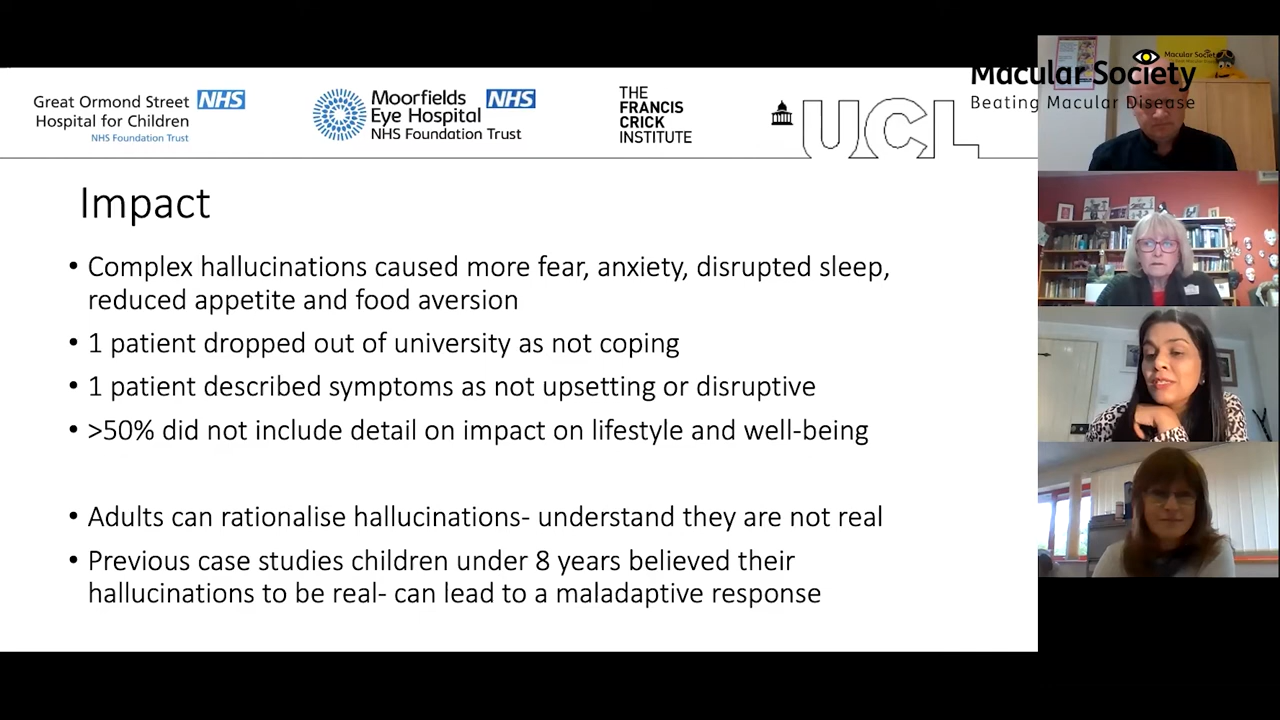 Great Ormond Street NHS
Hospital for Children
NHS Foundation Trust
Moorfields NHS
Eye Hospital
NHS Foundation Trust
THE
FRANCIS
CRICK
INSTITUTE
UCL
Macular Society
Beating Macular Disease
Impact
• Complex hallucinations caused more fear, anxiety, disrupted sleep,
reduced appetite and food aversion
• 1 patient dropped out of university as not coping
• 1 patient described symptoms as not upsetting or disruptive
• >50% did not include detail on impact on lifestyle and well-being
• Adults can rationalise hallucinations- understand they are not real
• Previous case studies children under 8 years believed their
hallucinations to be real- can lead to a maladaptive response